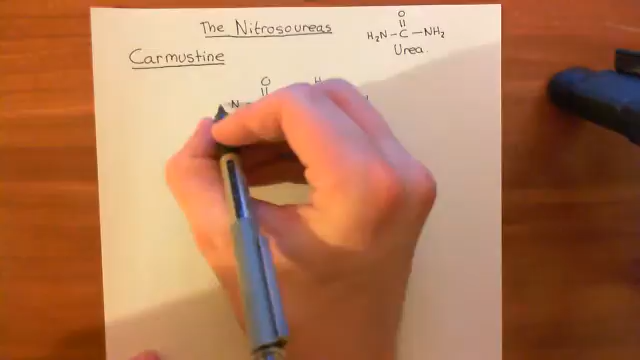 The Nitrosoureas
O
H₂N-C-NH₂
Urea.
Carmustine
O
H
N